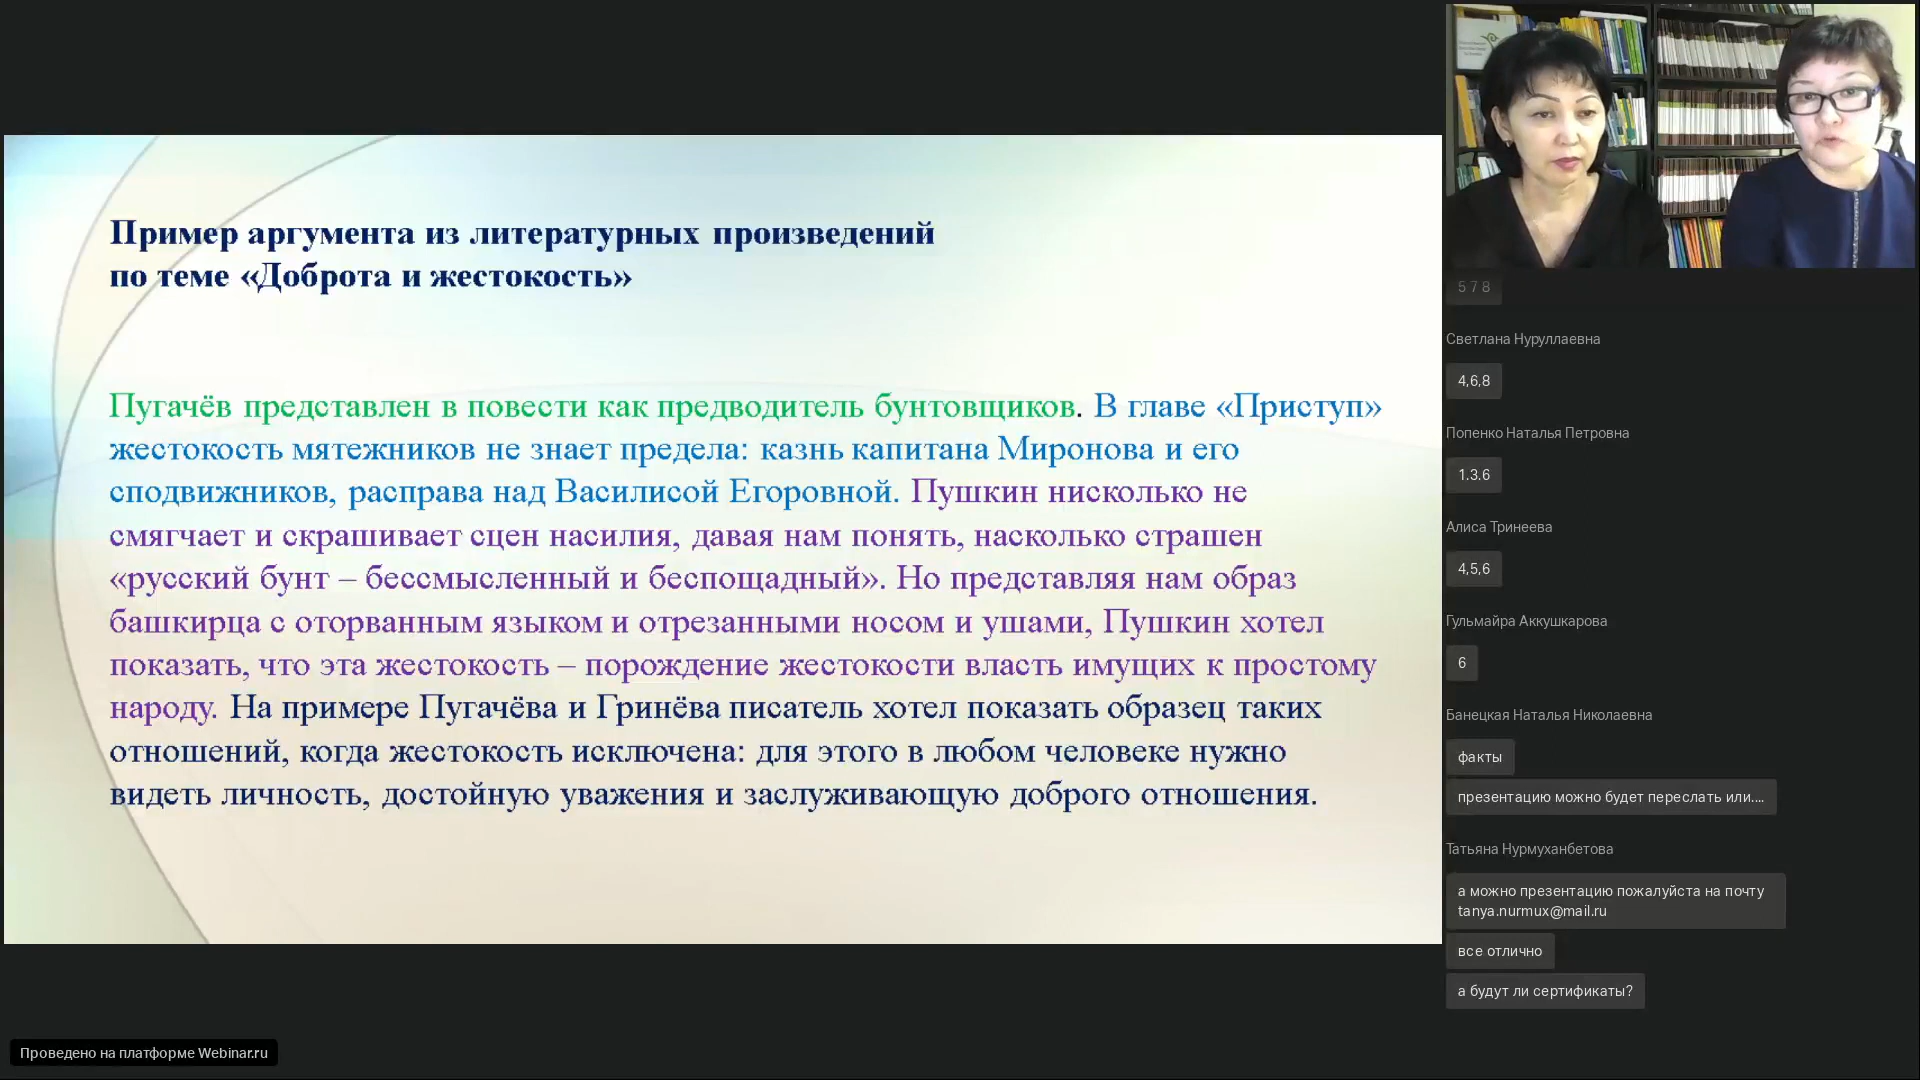 Пример аргумента из литературных произведений
по теме «Доброта и жестокость»
Пугачёв представлен в повести как предводитель бунтовщиков. В главе «Приступ»
жестокость мятежников не знает предела: казнь капитана Миронова и его
сподвижников, расправа над Василисой Егоровной. Пушкин нисколько не
смягчает и скрашивает сцен насилия, давая нам понять, насколько страшен
«русский бунт – бессмысленный и беспощадный». Но представляя нам образ
башкирца с оторванным языком и отрезанными носом и ушами, Пушкин хотел
показать, что эта жестокость – порождение жестокости власть имущих к простому
народу. На примере Пугачёва и Гринёва писатель хотел показать образец таких
отношений, когда жестокость исключена: для этого в любом человеке нужно
видеть личность, достойную уважения и заслуживающую доброго отношения.
5 7 8
Светлана Нуруллаевна
4,6,8
Попенко Наталья Петровна
1.3.6
Алиса Тринеева
4,5,6
Гульмайра Аккушкарова
6
Банецкая Наталья Николаевна
факты
презентацию можно будет переслать или....
Татьяна Нурмуханбетова
а можно презентацию пожалуйста на почту
tanya.nurmux@mail.ru
все отлично
а будут ли сертификаты?
Проведено на платформе Webinar.ru